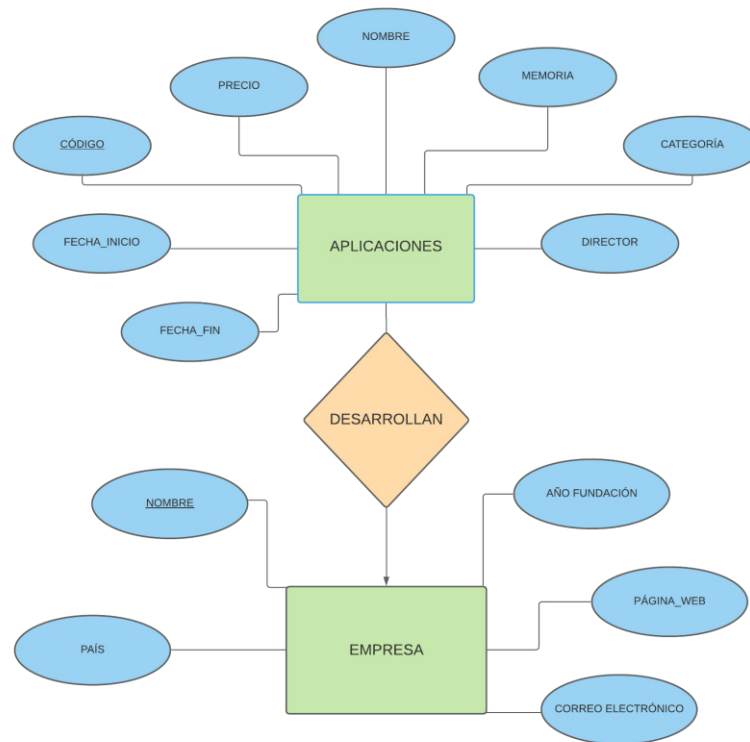 NOMBRE
MEMORIA
PRECIO
CÓDIGO
CATEGORÍA
FECHA_INICIO
APLICACIONES
DIRECTOR
FECHA_FIN
DESARROLLAN
NOMBRE
AÑO FUNDACIÓN
PÁGINA_WEB
PAÍS
EMPRESA
CORREO ELECTRÓNICO